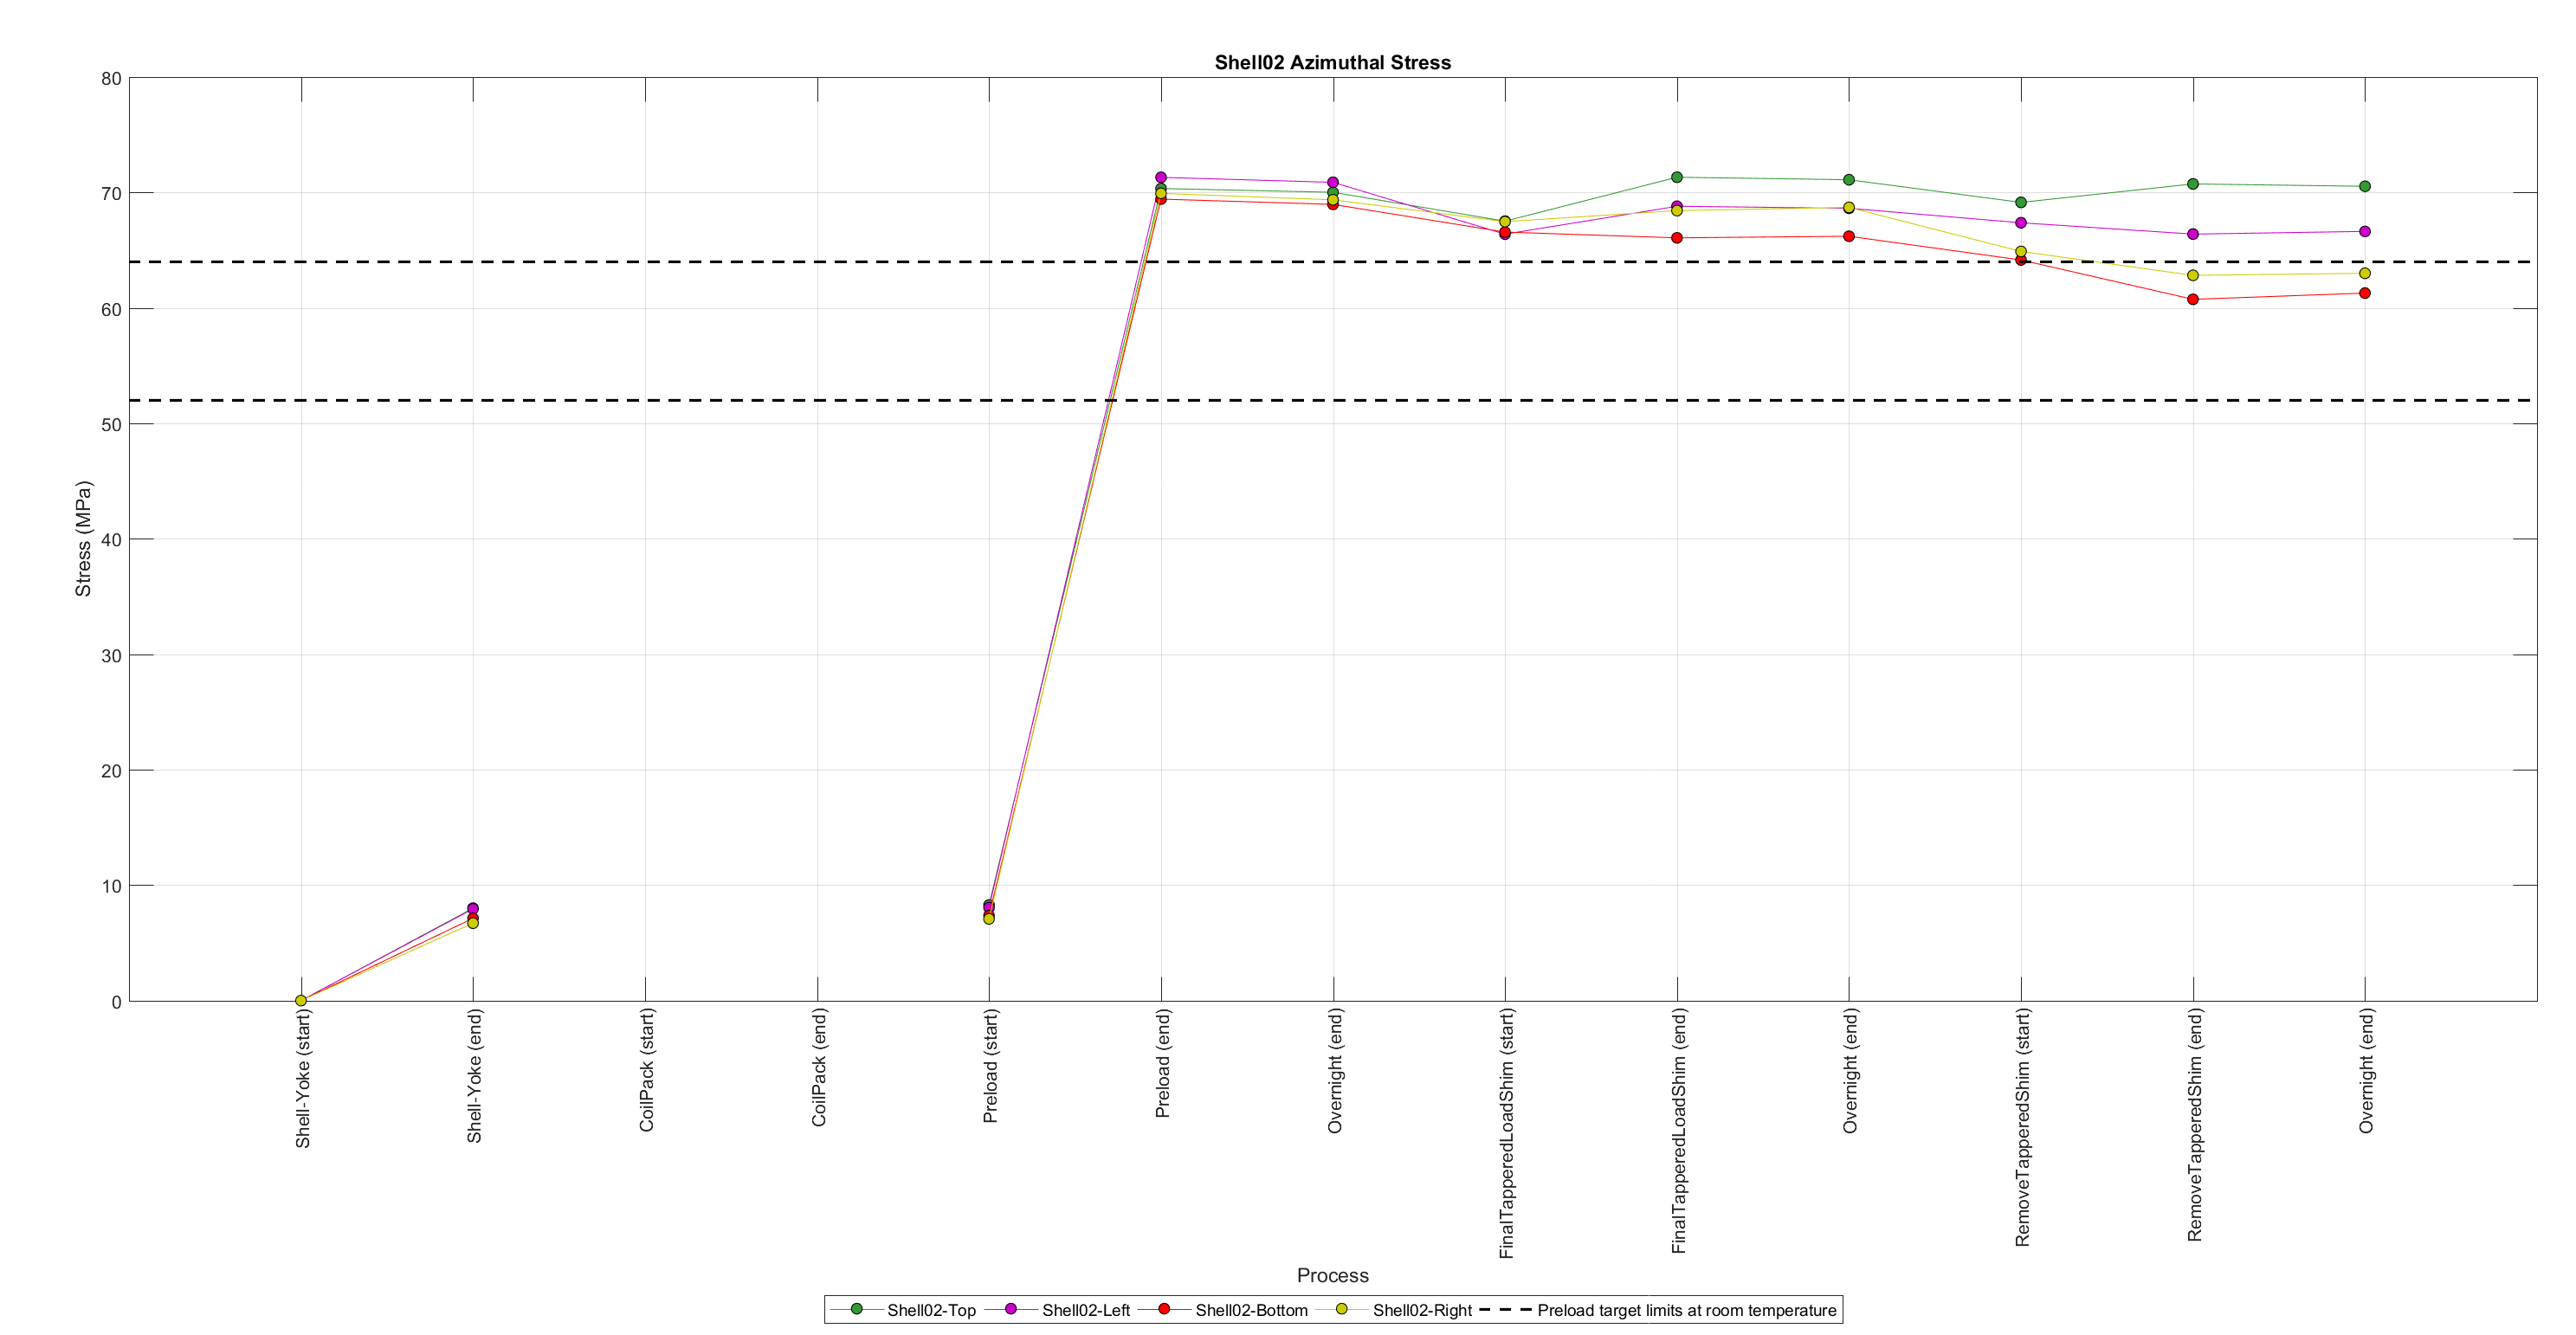 Shell02 Azimuthal Stress
80
70
60
50
40
30
20
10
0
Stress (MPa)
Shell-Yoke (start)
Shell-Yoke (end)
CoilPack (start)
CoilPack (end)
Preload (start)
Preload (end)
Overnight (end)
FinalTapperedLoadShim (start)
FinalTapperedLoadShim (end)
Overnight (end)
RemoveTapperedShim (start)
RemoveTapperedShim (end)
Overnight (end)
Process
Shell02-Top Shell02-Left Shell02-Bottom Shell02-Right Preload target limits at room temperature